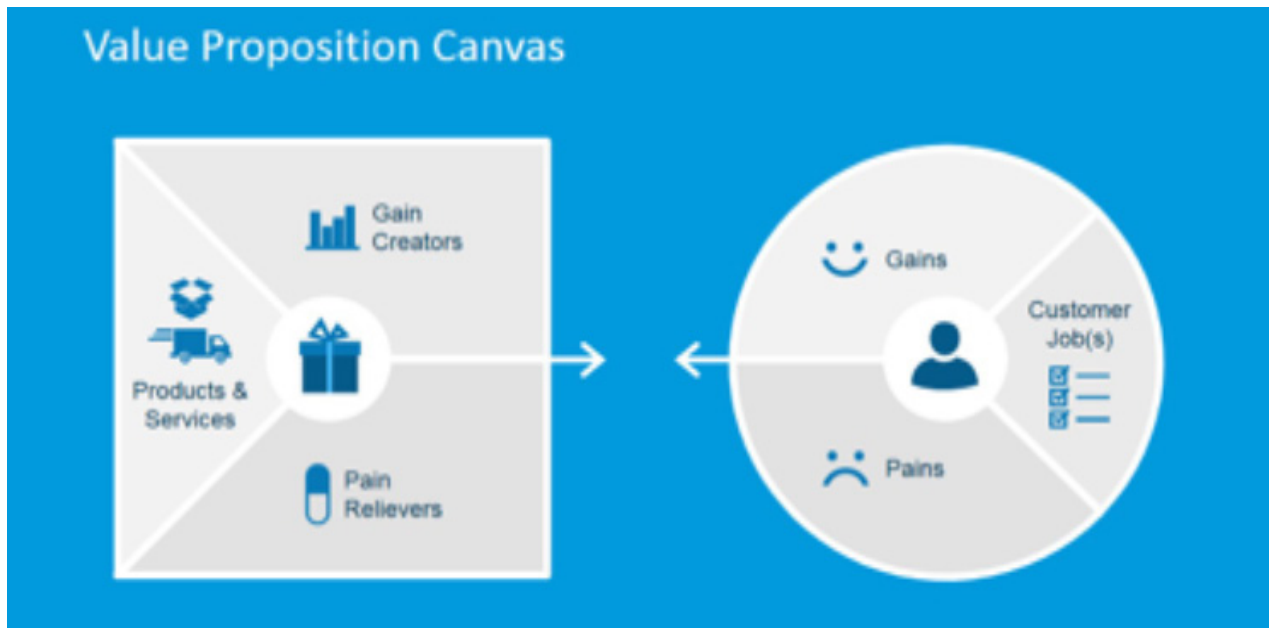 Value Proposition Canvas
Gain
Creators
Products &
Services
Pain
Relievers
Gains
Customer
Job(s)
Pains